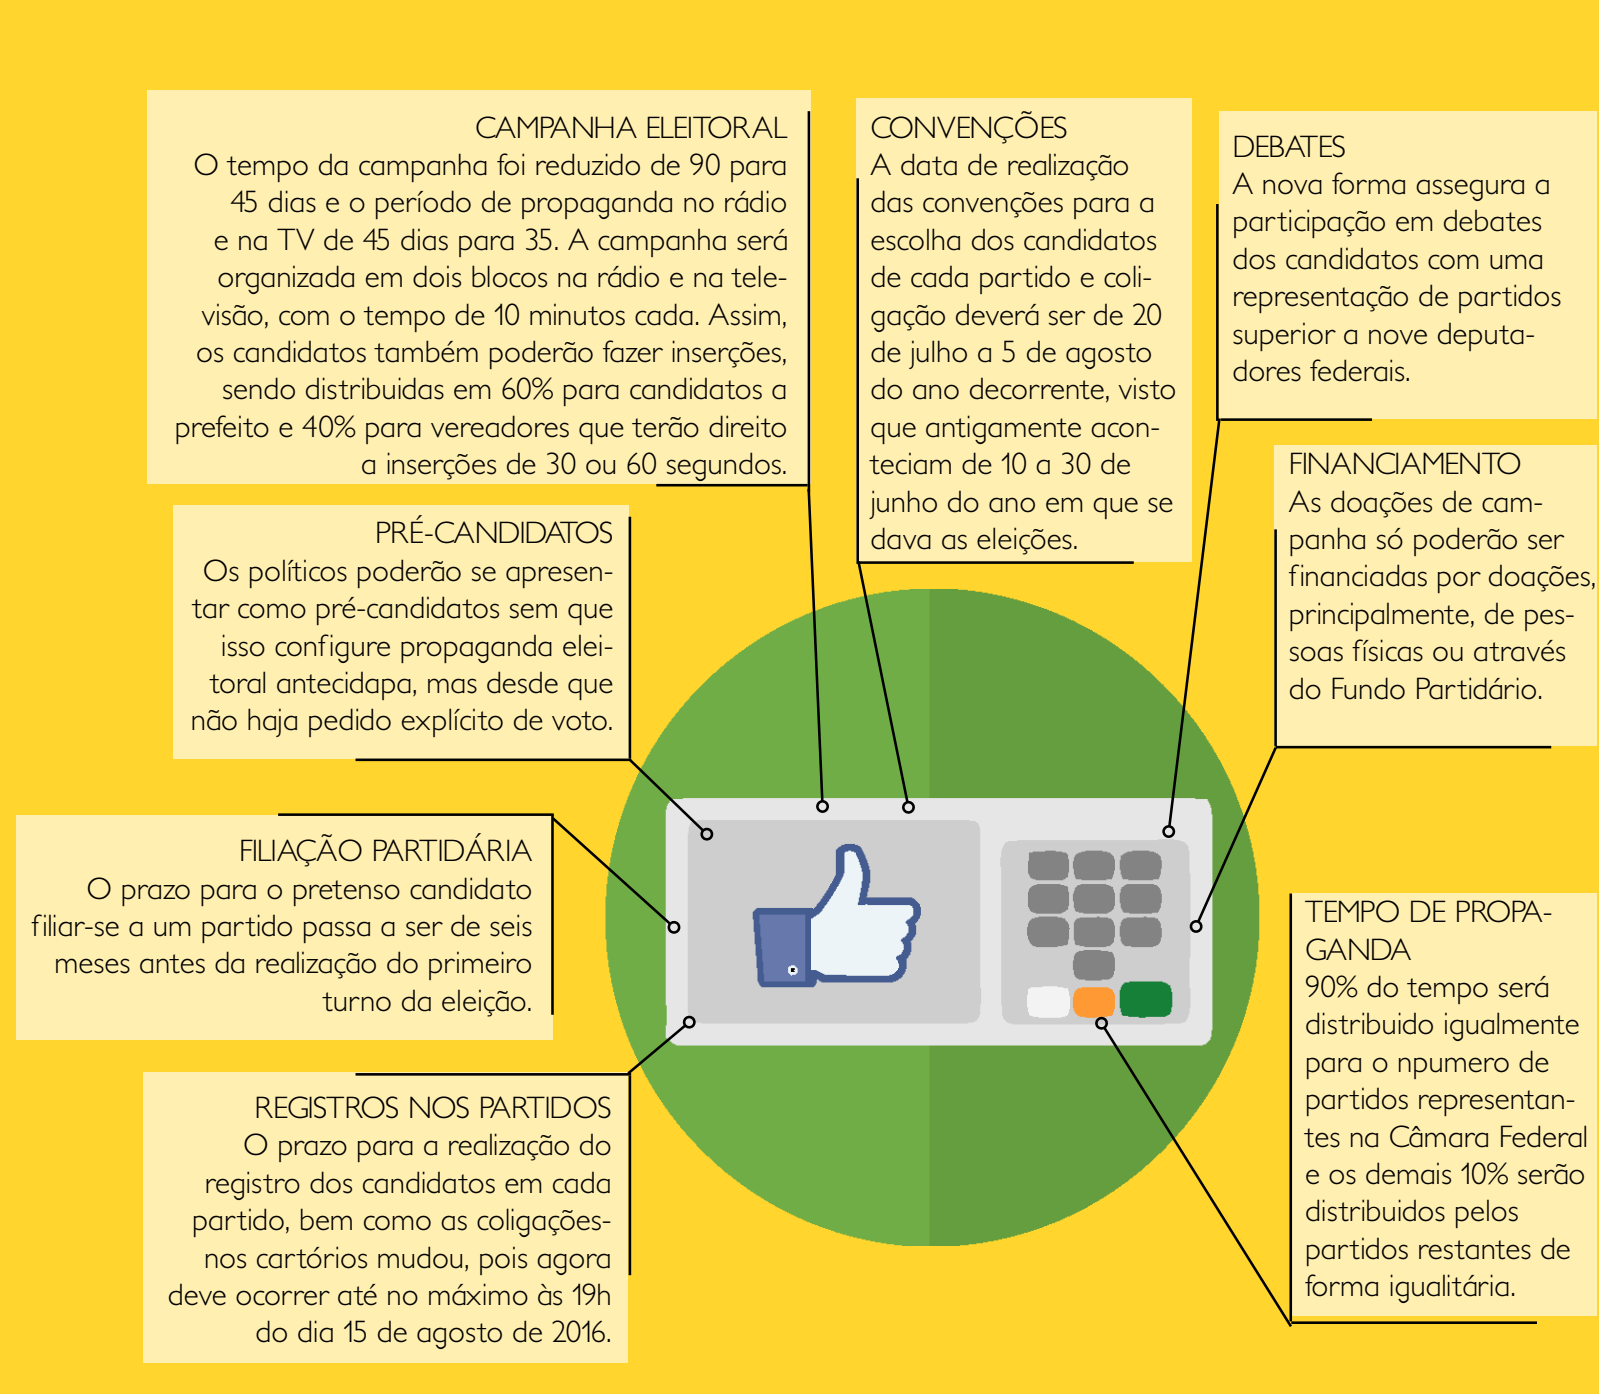 CAMPANHA ELEITORAL
O tempo da campanha foi reduzido de 90 para
45 dias e o período de propaganda no rádio
e na TV de 45 dias para 35. A campanha será
organizada em dois blocos na rádio e na tele-
visão, com o tempo de 10 minutos cada. Assim,
os candidatos também poderão fazer inserções,
sendo distribuidas em 60% para candidatos a
prefeito e 40% para vereadores que terão direito
a inserções de 30 ou 60 segundos.
CONVENÇÕES
A data de realização
das convenções para a
escolha dos candidatos
de cada partido e coli-
gação deverá ser de 20
de julho a 5 de agosto
do ano decorrente, visto
que antigamente acon-
teciam de 10 a 30 de
junho do ano em que se
dava as eleições.
DEBATES
A nova forma assegura a
participação em debates
dos candidatos com uma
representação de partidos
superior a nove deputa-
dores federais.
FINANCIAMENTO
As doações de cam-
panha só poderão ser
financiadas por doações,
principalmente, de pes-
soas físicas ou através
do Fundo Partidário.
PRÉ-CANDIDATOS
Os políticos poderão se apresen-
tar como pré-candidatos sem que
isso configure propaganda elei-
toral antecidapa, mas desde que
não haja pedido explícito de voto.
FILIAÇÃO PARTIDÁRIA
O prazo para o pretenso candidato
filiar-se a um partido passa a ser de seis
meses antes da realização do primeiro
turno da eleição.
TEMPO DE PROPA-
GANDA
90% do tempo será
distribuido igualmente
para o npumero de
partidos representan-
tes na Câmara Federal
e os demais 10% serão
distribuidos pelos
partidos restantes de
forma igualitária.
REGISTROS NOS PARTIDOS
O prazo para a realização do
registro dos candidatos em cada
partido, bem como as coligações-
nos cartórios mudou, pois agora
deve ocorrer até no máximo às 19h
do dia 15 de agosto de 2016.